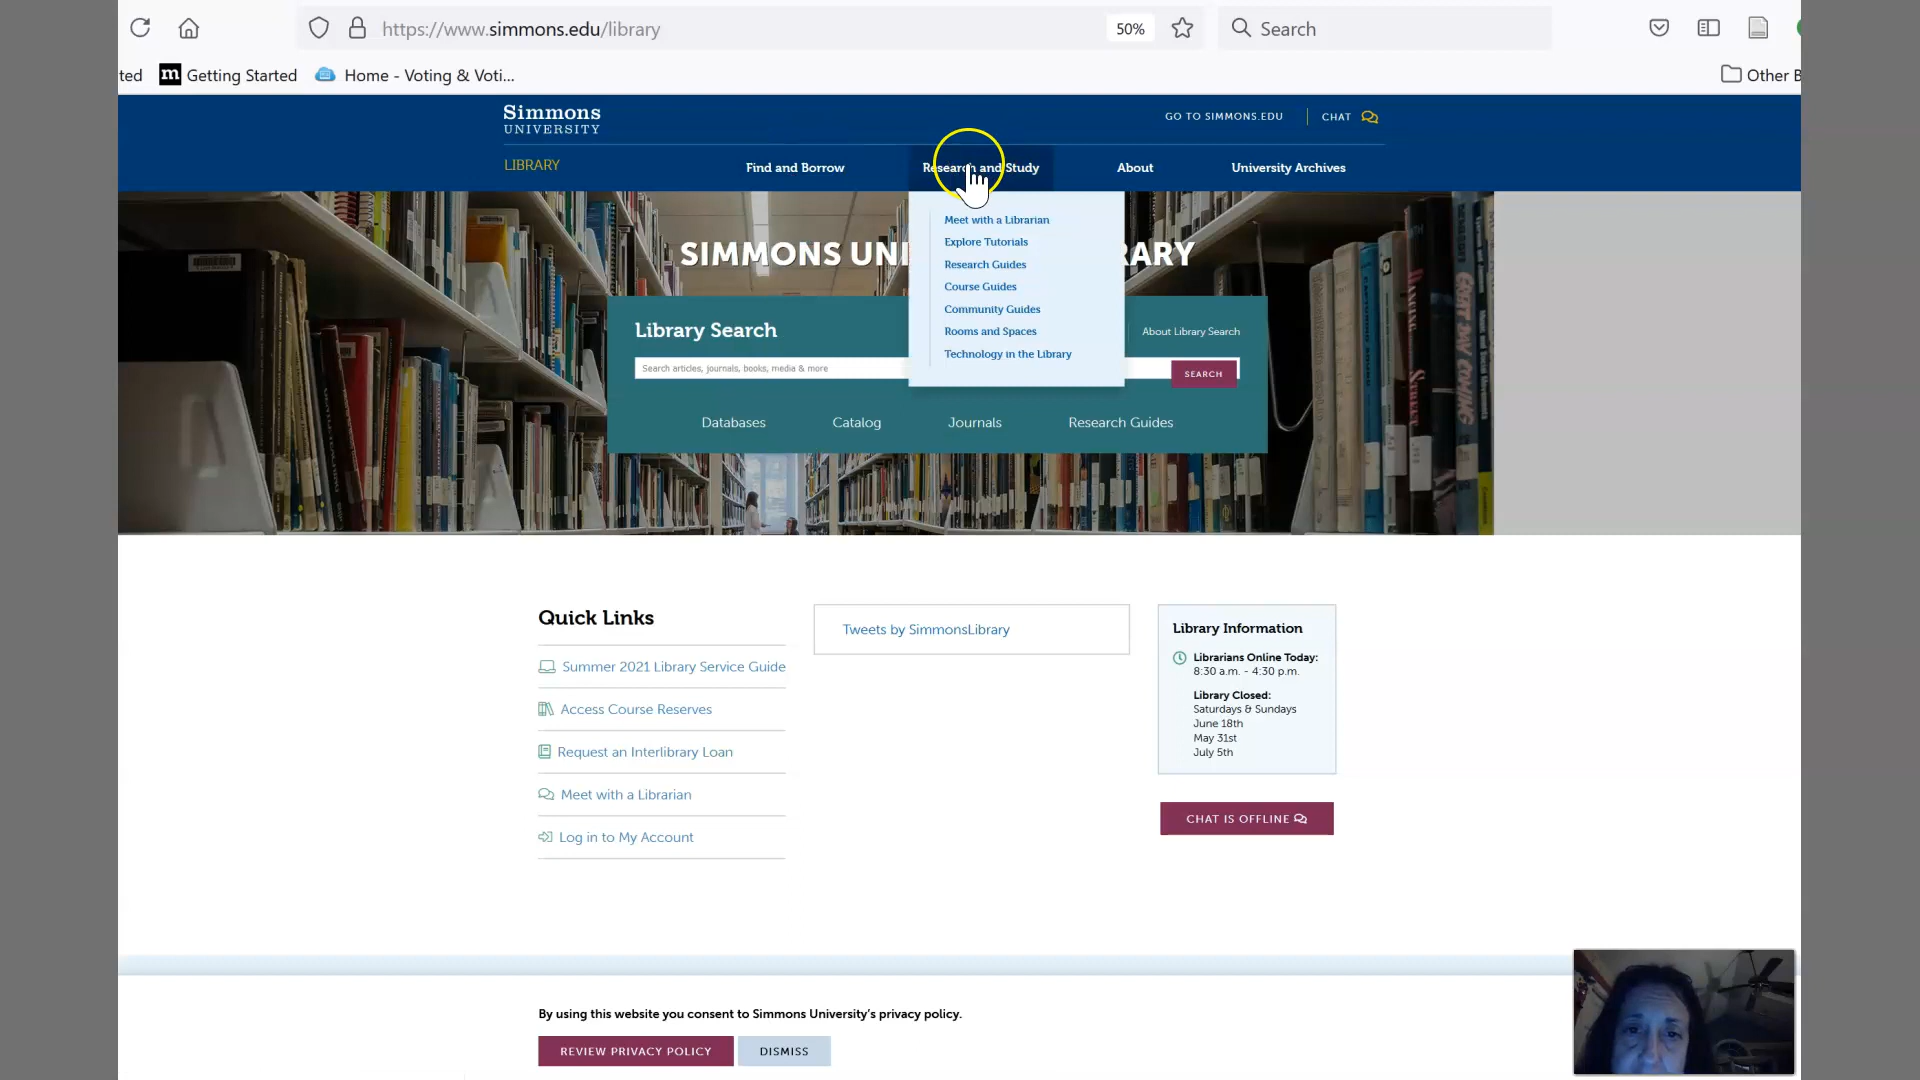 https://www.simmons.edu/library
50%
Search
ted
m Getting Started
Home - Voting & Voti...
Other B
Simmons
UNIVERSITY
GO TO SIMMONS.EDU
CHAT
LIBRARY
Find and Borrow
Research and Study
About
University Archives
Meet with a Librarian
Explore Tutorials
Research Guides
Course Guides
Community Guides
Rooms and Spaces
Technology in the Library
SIMMONS UNI RARY
Library Search
About Library Search
Search articles, journals, books, media & more
SEARCH
Databases
Catalog
Journals
Research Guides
Quick Links
Summer 2021 Library Service Guide
Access Course Reserves
Request an Interlibrary Loan
Meet with a Librarian
Log in to My Account
Tweets by SimmonsLibrary
Library Information
Librarians Online Today:
8:30 a.m. - 4:30 p.m.
Library Closed:
Saturdays & Sundays
June 18th
May 31st
July 5th
CHAT IS OFFLINE
By using this website you consent to Simmons University's privacy policy.
REVIEW PRIVACY POLICY
DISMISS